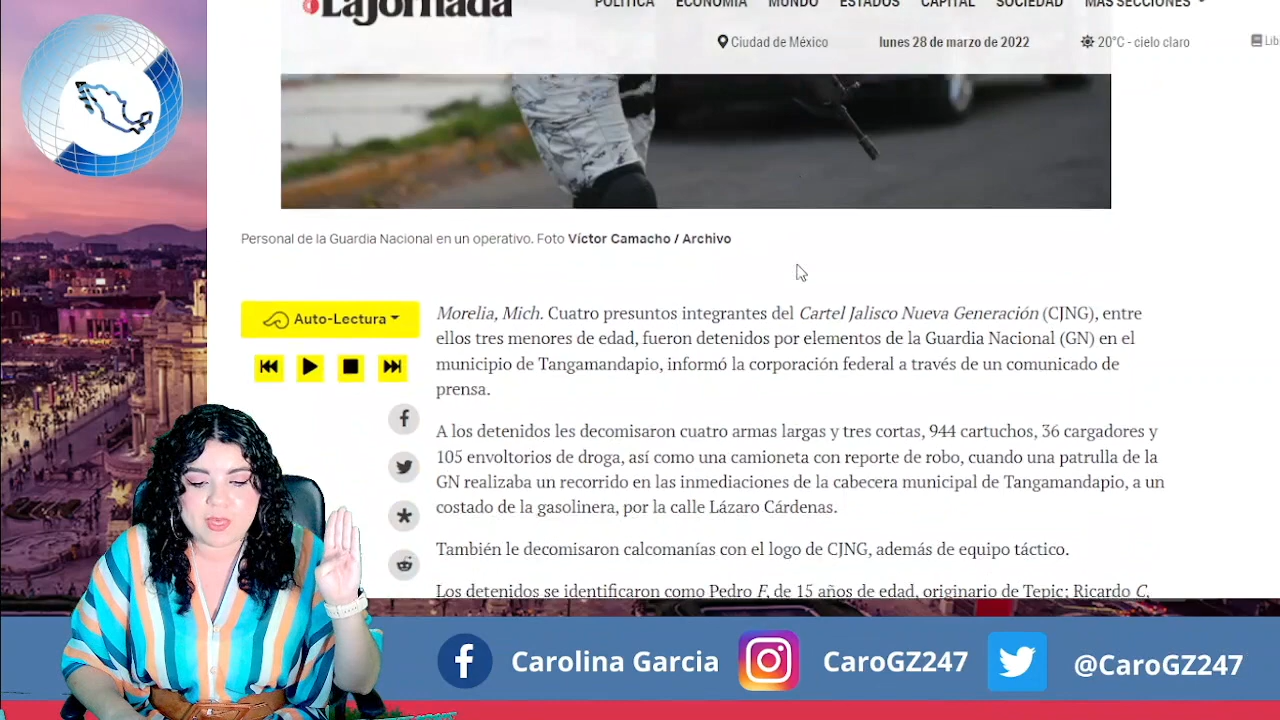 LaJornada
POLÍTICA ECONOMÍA MUNDO ESTADOS CAPITAL SOCIEDAD MÁS SECCIONES
Ciudad de México lunes 28 de marzo de 2022 20°C - cielo claro Lib
Personal de la Guardia Nacional en un operativo. Foto Víctor Camacho / Archivo
Auto-Lectura
Morelia, Mich. Cuatro presuntos integrantes del Cartel Jalisco Nueva Generación (CJNG), entre
ellos tres menores de edad, fueron detenidos por elementos de la Guardia Nacional (GN) en el
municipio de Tangamandapio, informó la corporación federal a través de un comunicado de
prensa.
A los detenidos les decomisaron cuatro armas largas y tres cortas, 944 cartuchos, 36 cargadores y
105 envoltorios de droga, así como una camioneta con reporte de robo, cuando una patrulla de la
GN realizaba un recorrido en las inmediaciones de la cabecera municipal de Tangamandapio, a un
costado de la gasolinera, por la calle Lázaro Cárdenas.
También le decomisaron calcomanías con el logo de CJNG, además de equipo táctico.
Los detenidos se identificaron como Pedro F, de 15 años de edad, originario de Tepic; Ricardo C,
Carolina Garcia CaroGZ247 @CaroGZ247